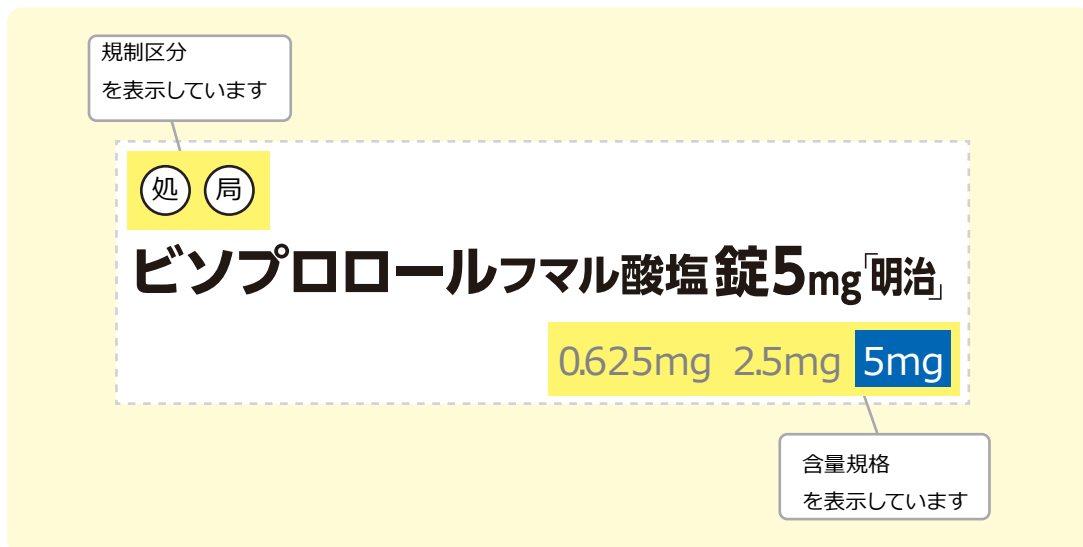 規制区分
を表示しています
処 局
ビソプロロールフマル酸塩錠5mg「明治」
0.625mg 2.5mg 5mg
含量規格
を表示しています